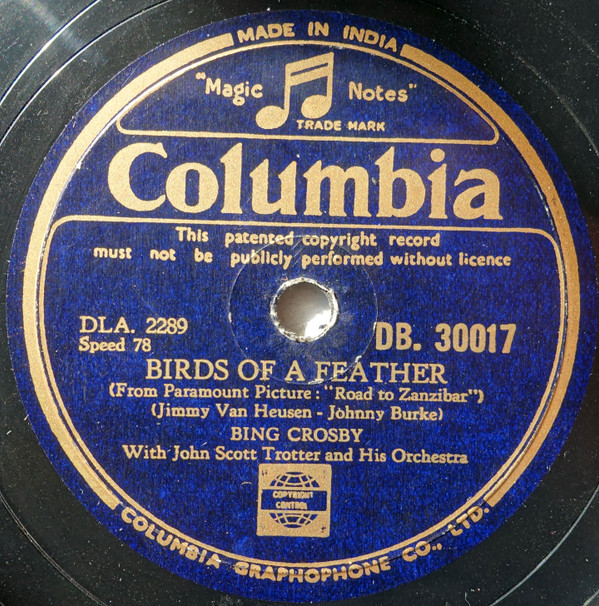 MADE IN INDIA
"Magic Notes"
TRADE MARK
Columbia
This patented copyright record
must not be publicly performed without licence
DLA. 2289
Speed 78
DB. 30017
BIRDS OF A FEATHER
(From Paramount Picture: "Road to Zanzibar")
(Jimmy Van Heusen - Johnny Burke)
BING CROSBY
With John Scott Trotter and His Orchestra
COPYRIGHT
CONTROL
COLUMBIA GRAPHOPHONE CO., LTD.